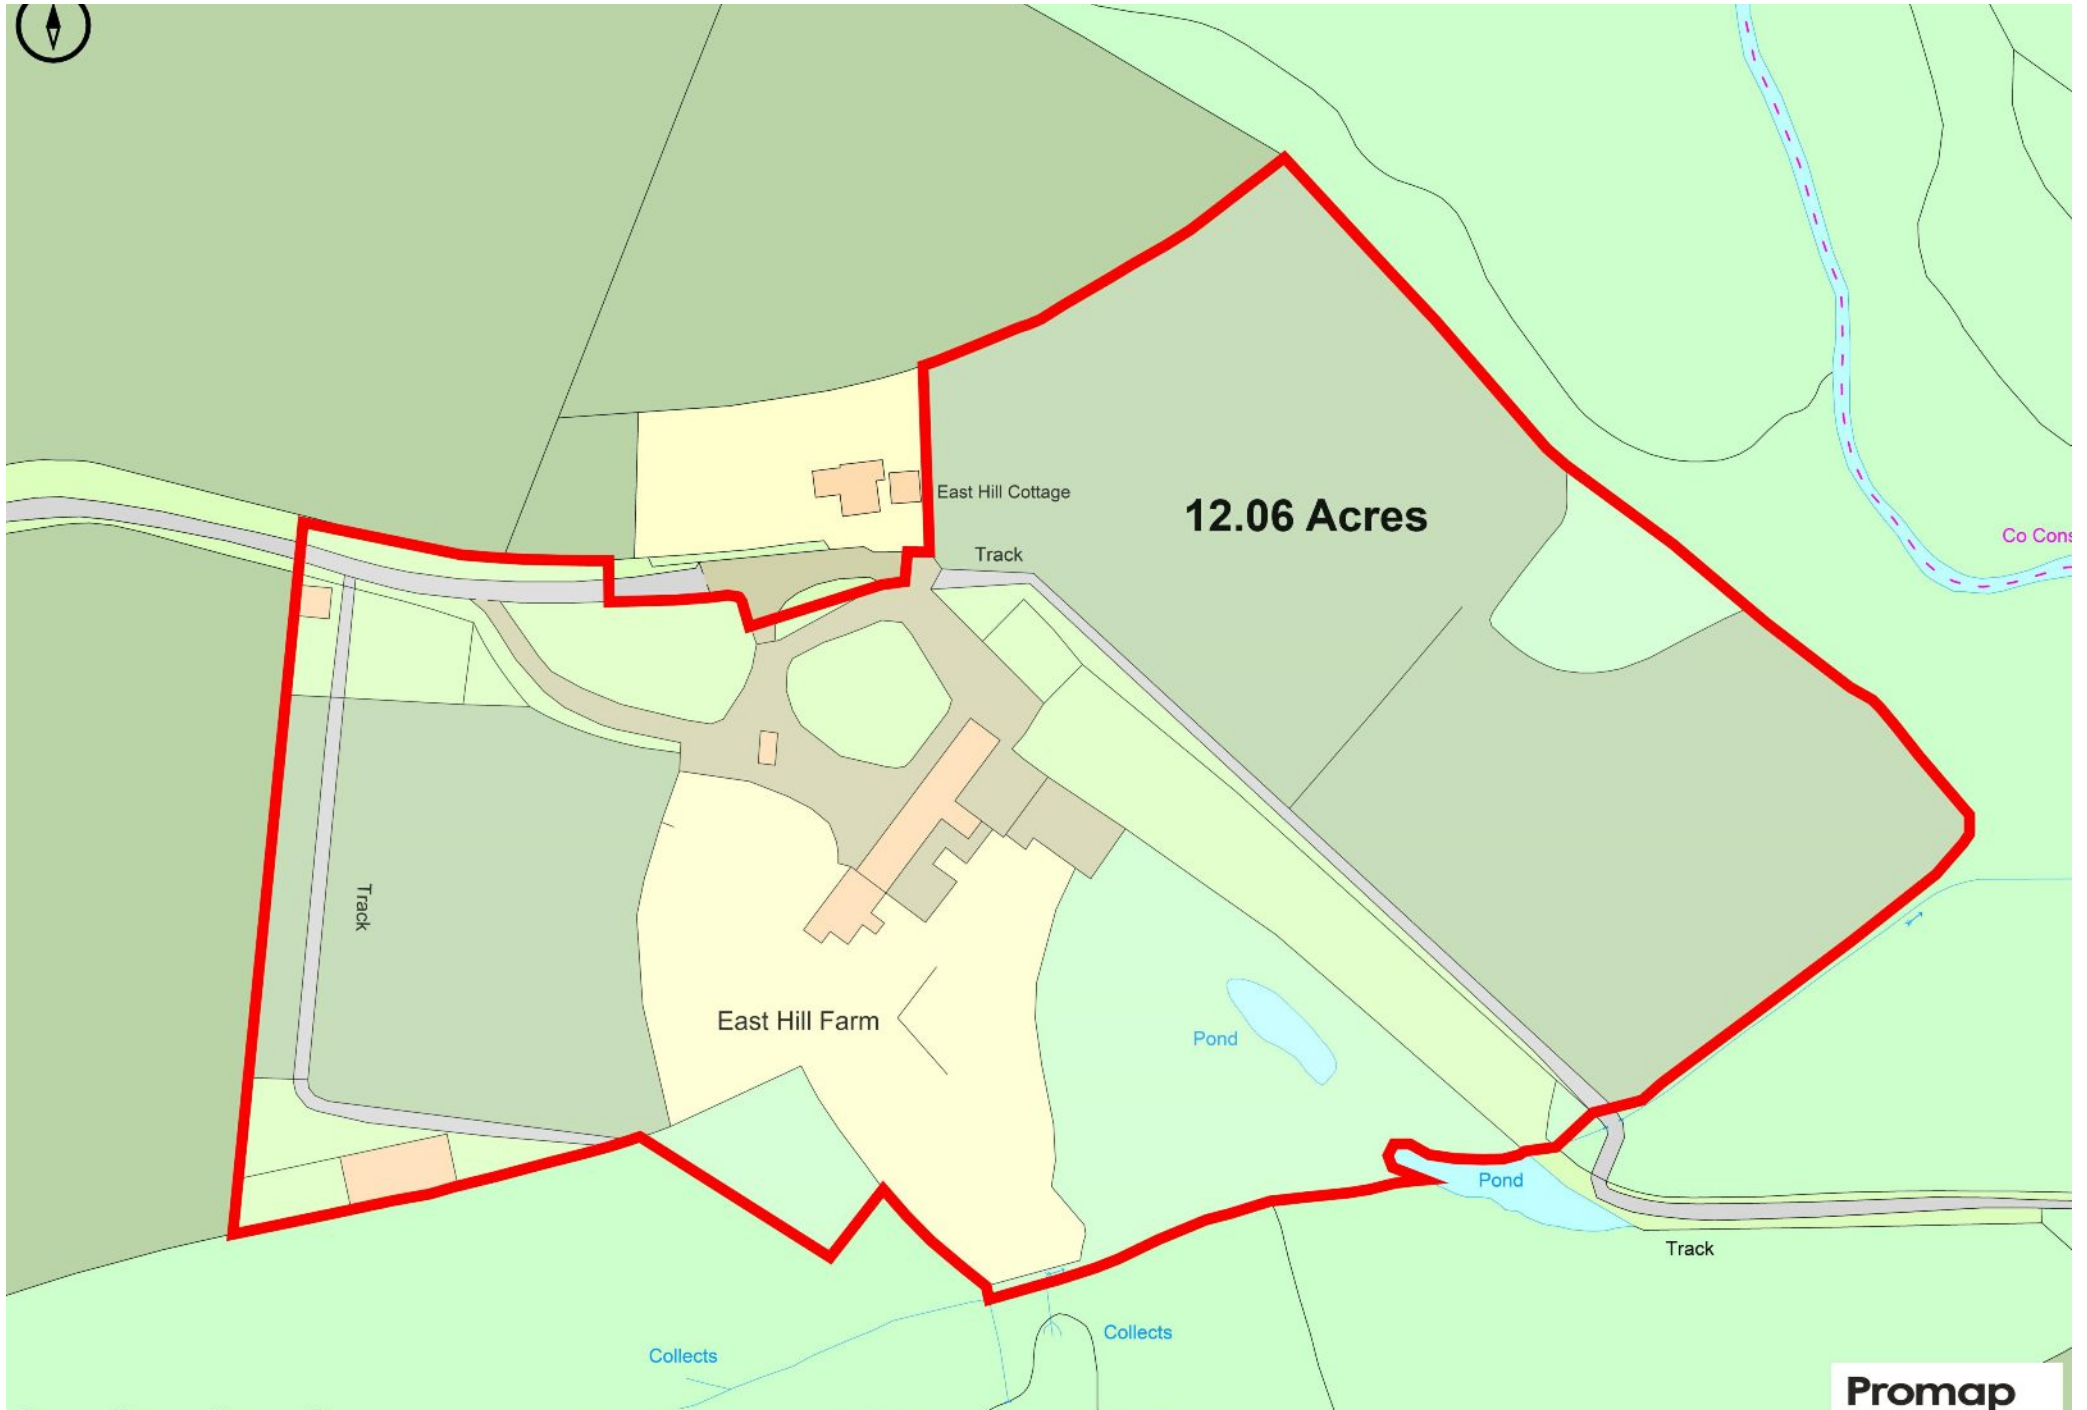 East Hill Cottage
12.06 Acres
Co Cons
Track
Track
East Hill Farm
Pond
Pond
Track
Collects
Collects
Promap